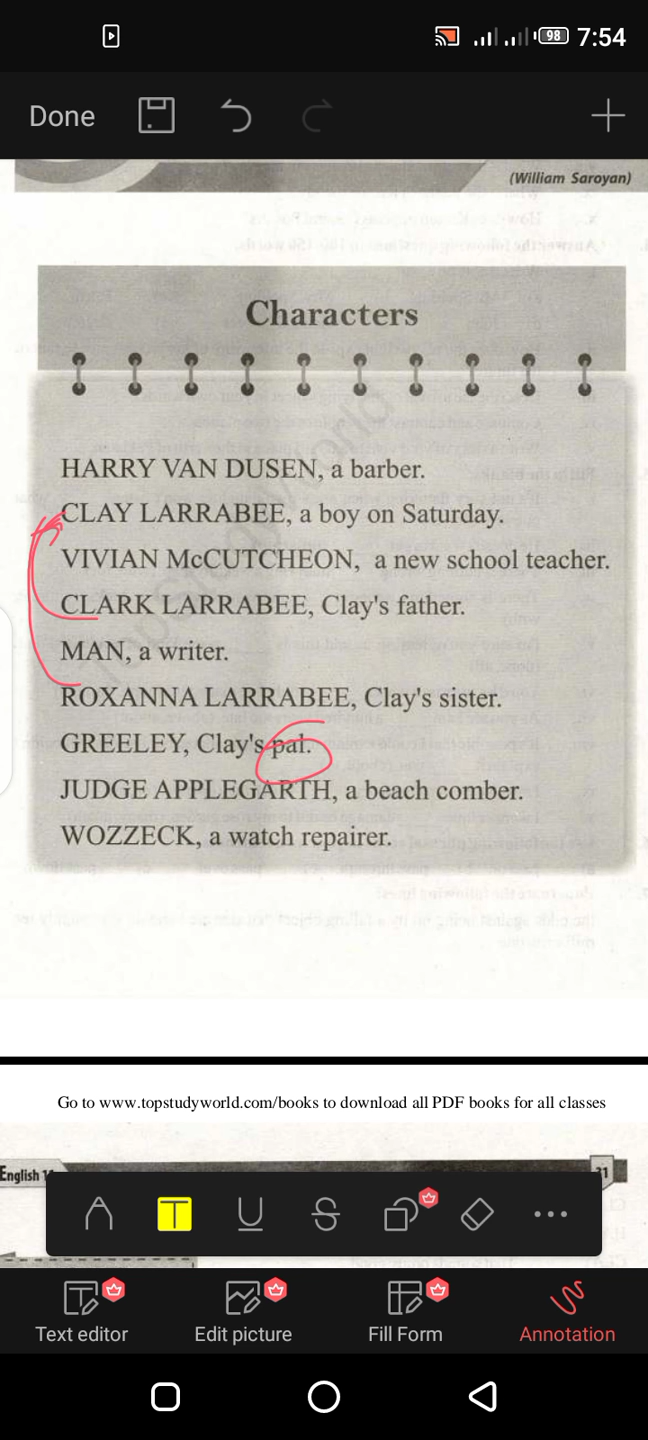 98 7:54
Done
(William Saroyan)
Characters
HARRY VAN DUSEN, a barber.
CLAY LARRABEE, a boy on Saturday.
VIVIAN McCUTCHEON, a new school teacher.
CLARK LARRABEE, Clay's father.
MAN, a writer.
ROXANNA LARRABEE, Clay's sister.
GREELEY, Clay's pal.
JUDGE APPLEGARTH, a beach comber.
WOZZECK, a watch repairer.
Go to www.topstudyworld.com/books to download all PDF books for all classes
English
T U S
Text editor Edit picture Fill Form Annotation